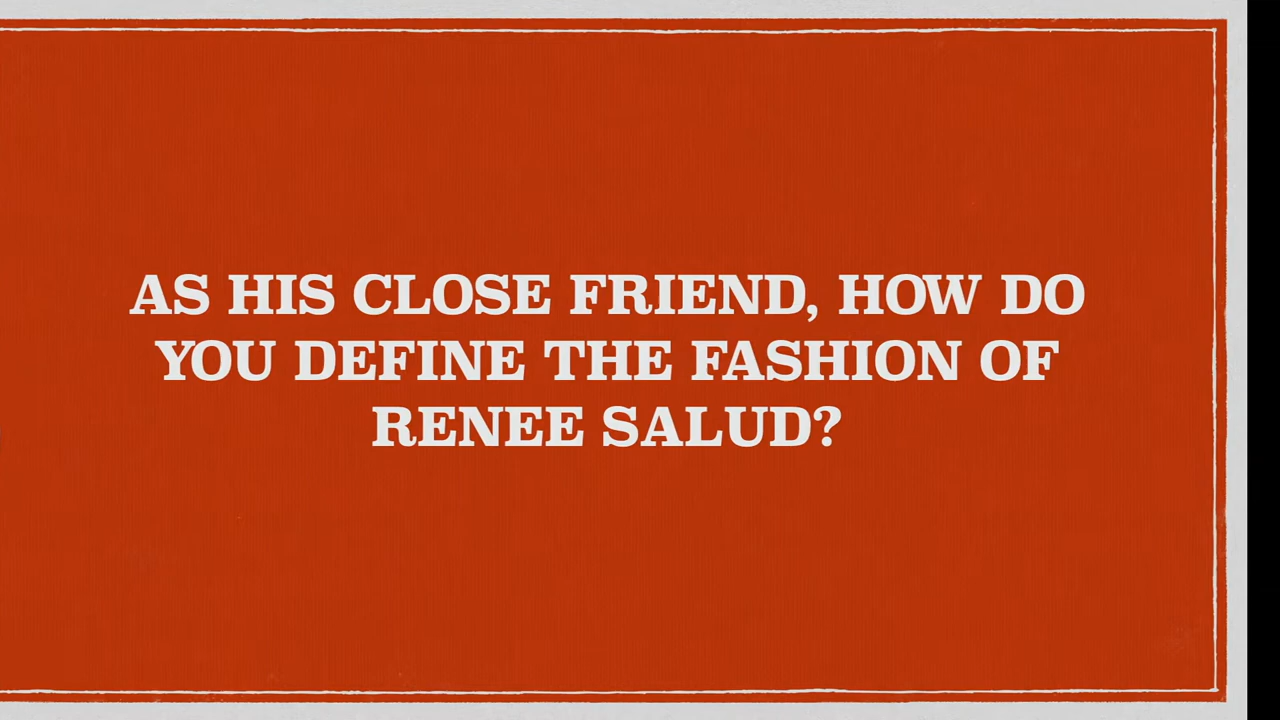 AS HIS CLOSE FRIEND, HOW DO
YOU DEFINE THE FASHION OF
RENEE SALUD?